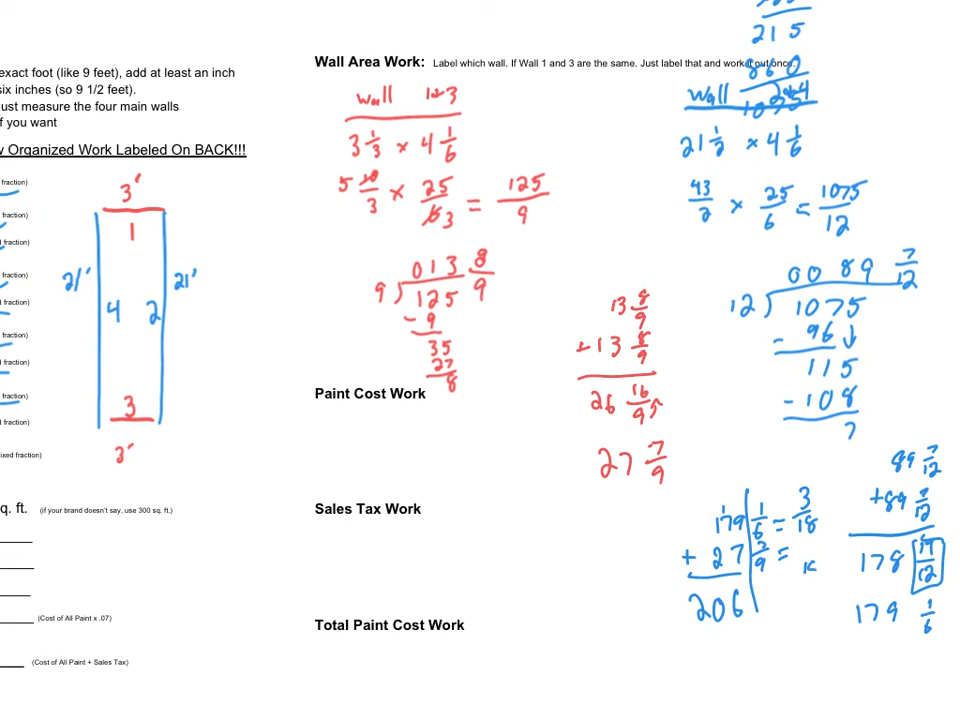 exact foot (like 9 feet), add at least an inch
six inches (so 9 1/2 feet).
ust measure the four main walls
f you want
Organized Work Labeled On BACK!!!
fraction)
fraction)
d fraction)
fraction)
d fraction)
fraction)
d fraction)
fraction)
d fraction)
ixed fraction)
q. ft. (if your brand doesn't say, use 300 sq. ft.)
(Cost of All Paint x .07)
(Cost of All Paint + Sales Tax)
3'
1
21'
4 2
21'
3
3'
Wall Area Work: Label which wall. If Wall 1 and 3 are the same. Just label that and work it out once.
Wall 1+3
3 1/3 × 4 1/6
5 10/3 × 25/6 3 = 125/9
013 8/9
9 ) 125
- 9
35
27
8
13 8/9
+ 13 8/9
26 16/9
27 7/9
215
860
1075
Wall 2+4
21 1/2 × 4 1/6
43/2 × 25/6 = 1075/12
0089 7/12
12 ) 1075
- 96
115
- 108
7
89 7/12
+ 89 7/12
178 14/12
179 1/6
1
179 1/6 = 3/18
+ 27 7/9 =
206
Paint Cost Work
Sales Tax Work
Total Paint Cost Work